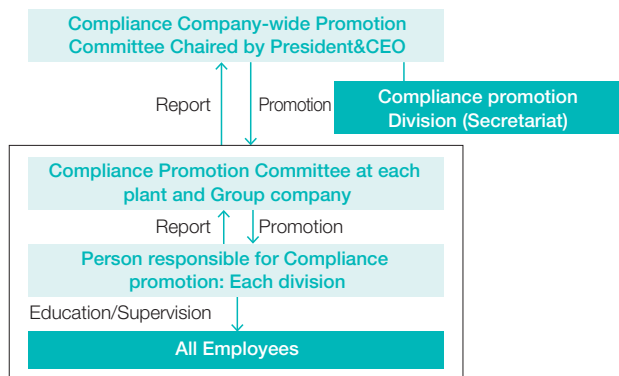 Compliance Company-wide Promotion
Committee Chaired by President&CEO
Report
Promotion
Compliance promotion
Division (Secretariat)
Compliance Promotion Committee at each
plant and Group company
Report
Promotion
Person responsible for Compliance
promotion: Each division
Education/Supervision
All Employees